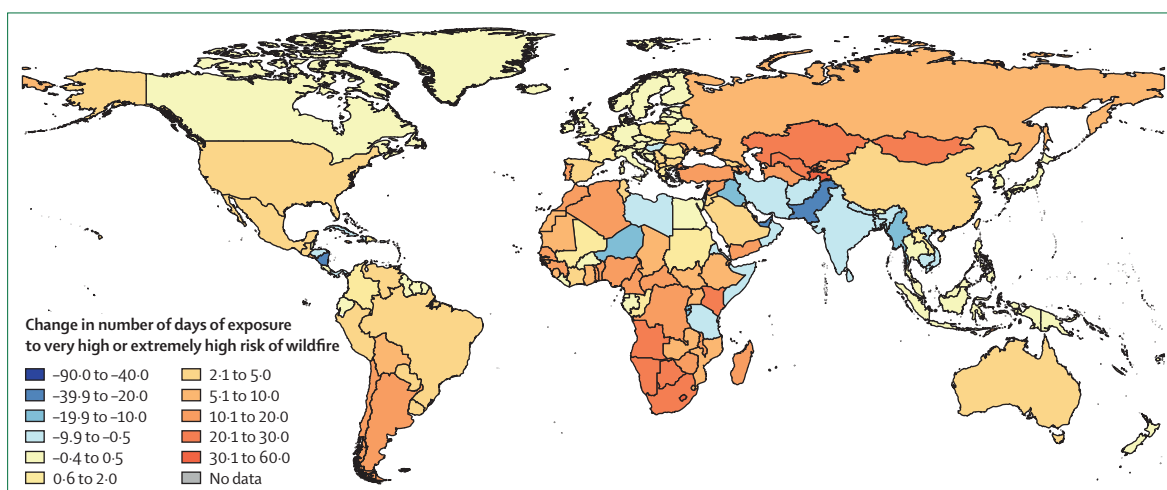 Change in number of days of exposure
to very high or extremely high risk of wildfire
–90·0 to –40·0
–39·9 to –20·0
–19·9 to –10·0
–9·9 to –0·5
–0·4 to 0·5
0·6 to 2·0
2·1 to 5·0
5·1 to 10·0
10·1 to 20·0
20·1 to 30·0
30·1 to 60·0
No data